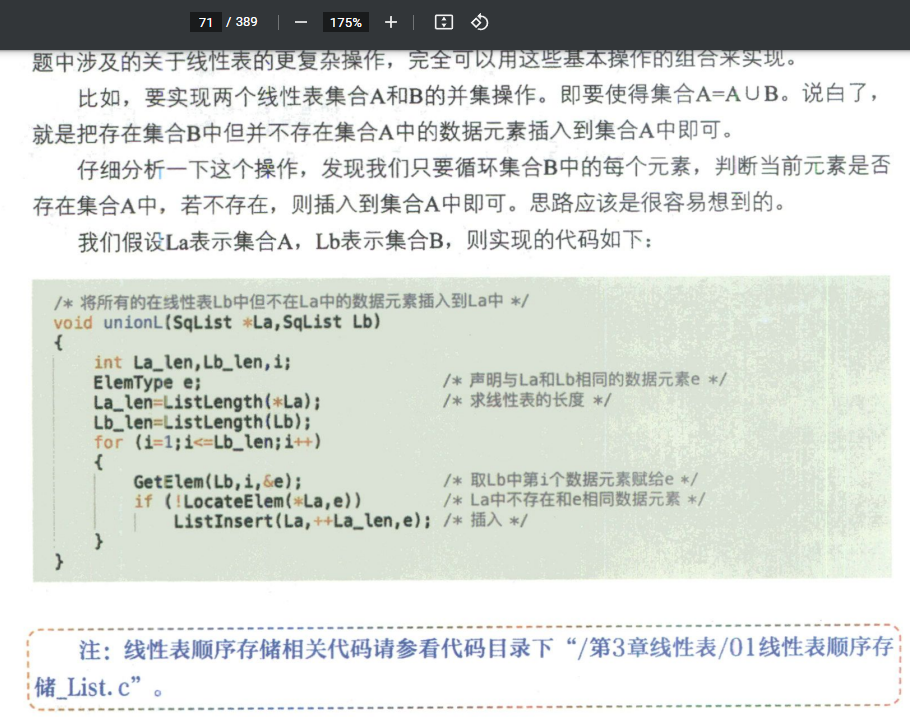 71 / 389 — 175% +
题中涉及的关于线性表的更复杂操作，完全可以用这些基本操作的组合来实现。
比如，要实现两个线性表集合A和B的并集操作。即要使得集合A=A∪B。说白了，
就是把存在集合B中但并不存在集合A中的数据元素插入到集合A中即可。
仔细分析一下这个操作，发现我们只要循环集合B中的每个元素，判断当前元素是否
存在集合A中，若不存在，则插入到集合A中即可。思路应该是很容易想到的。
我们假设La表示集合A，Lb表示集合B，则实现的代码如下：
/* 将所有的在线性表Lb中但不在La中的数据元素插入到La中 */
void unionL(SqList *La,SqList Lb)
{
int La_len,Lb_len,i;
ElemType e; /* 声明与La和Lb相同的数据元素e */
La_len=ListLength(*La); /* 求线性表的长度 */
Lb_len=ListLength(Lb);
for (i=1;i<=Lb_len;i++)
{
GetElem(Lb,i,&e); /* 取Lb中第i个数据元素赋给e */
if (!LocateElem(*La,e)) /* La中不存在和e相同数据元素 */
ListInsert(La,++La_len,e); /* 插入 */
}
}
注：线性表顺序存储相关代码请参看代码目录下“/第3章线性表/01线性表顺序存
储_List.c”。